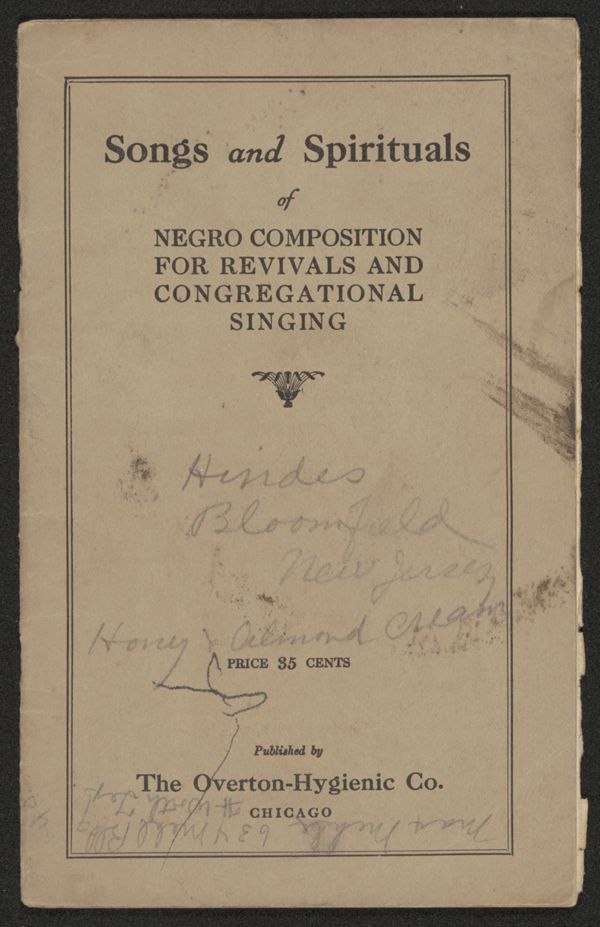 Songs and Spirituals
of
NEGRO COMPOSITION
FOR REVIVALS AND
CONGREGATIONAL
SINGING
Hindes
Bloomfield
New Jersey
Honey & Almond Cream
PRICE 35 CENTS
Published by
The Overton-Hygienic Co.
CHICAGO
634